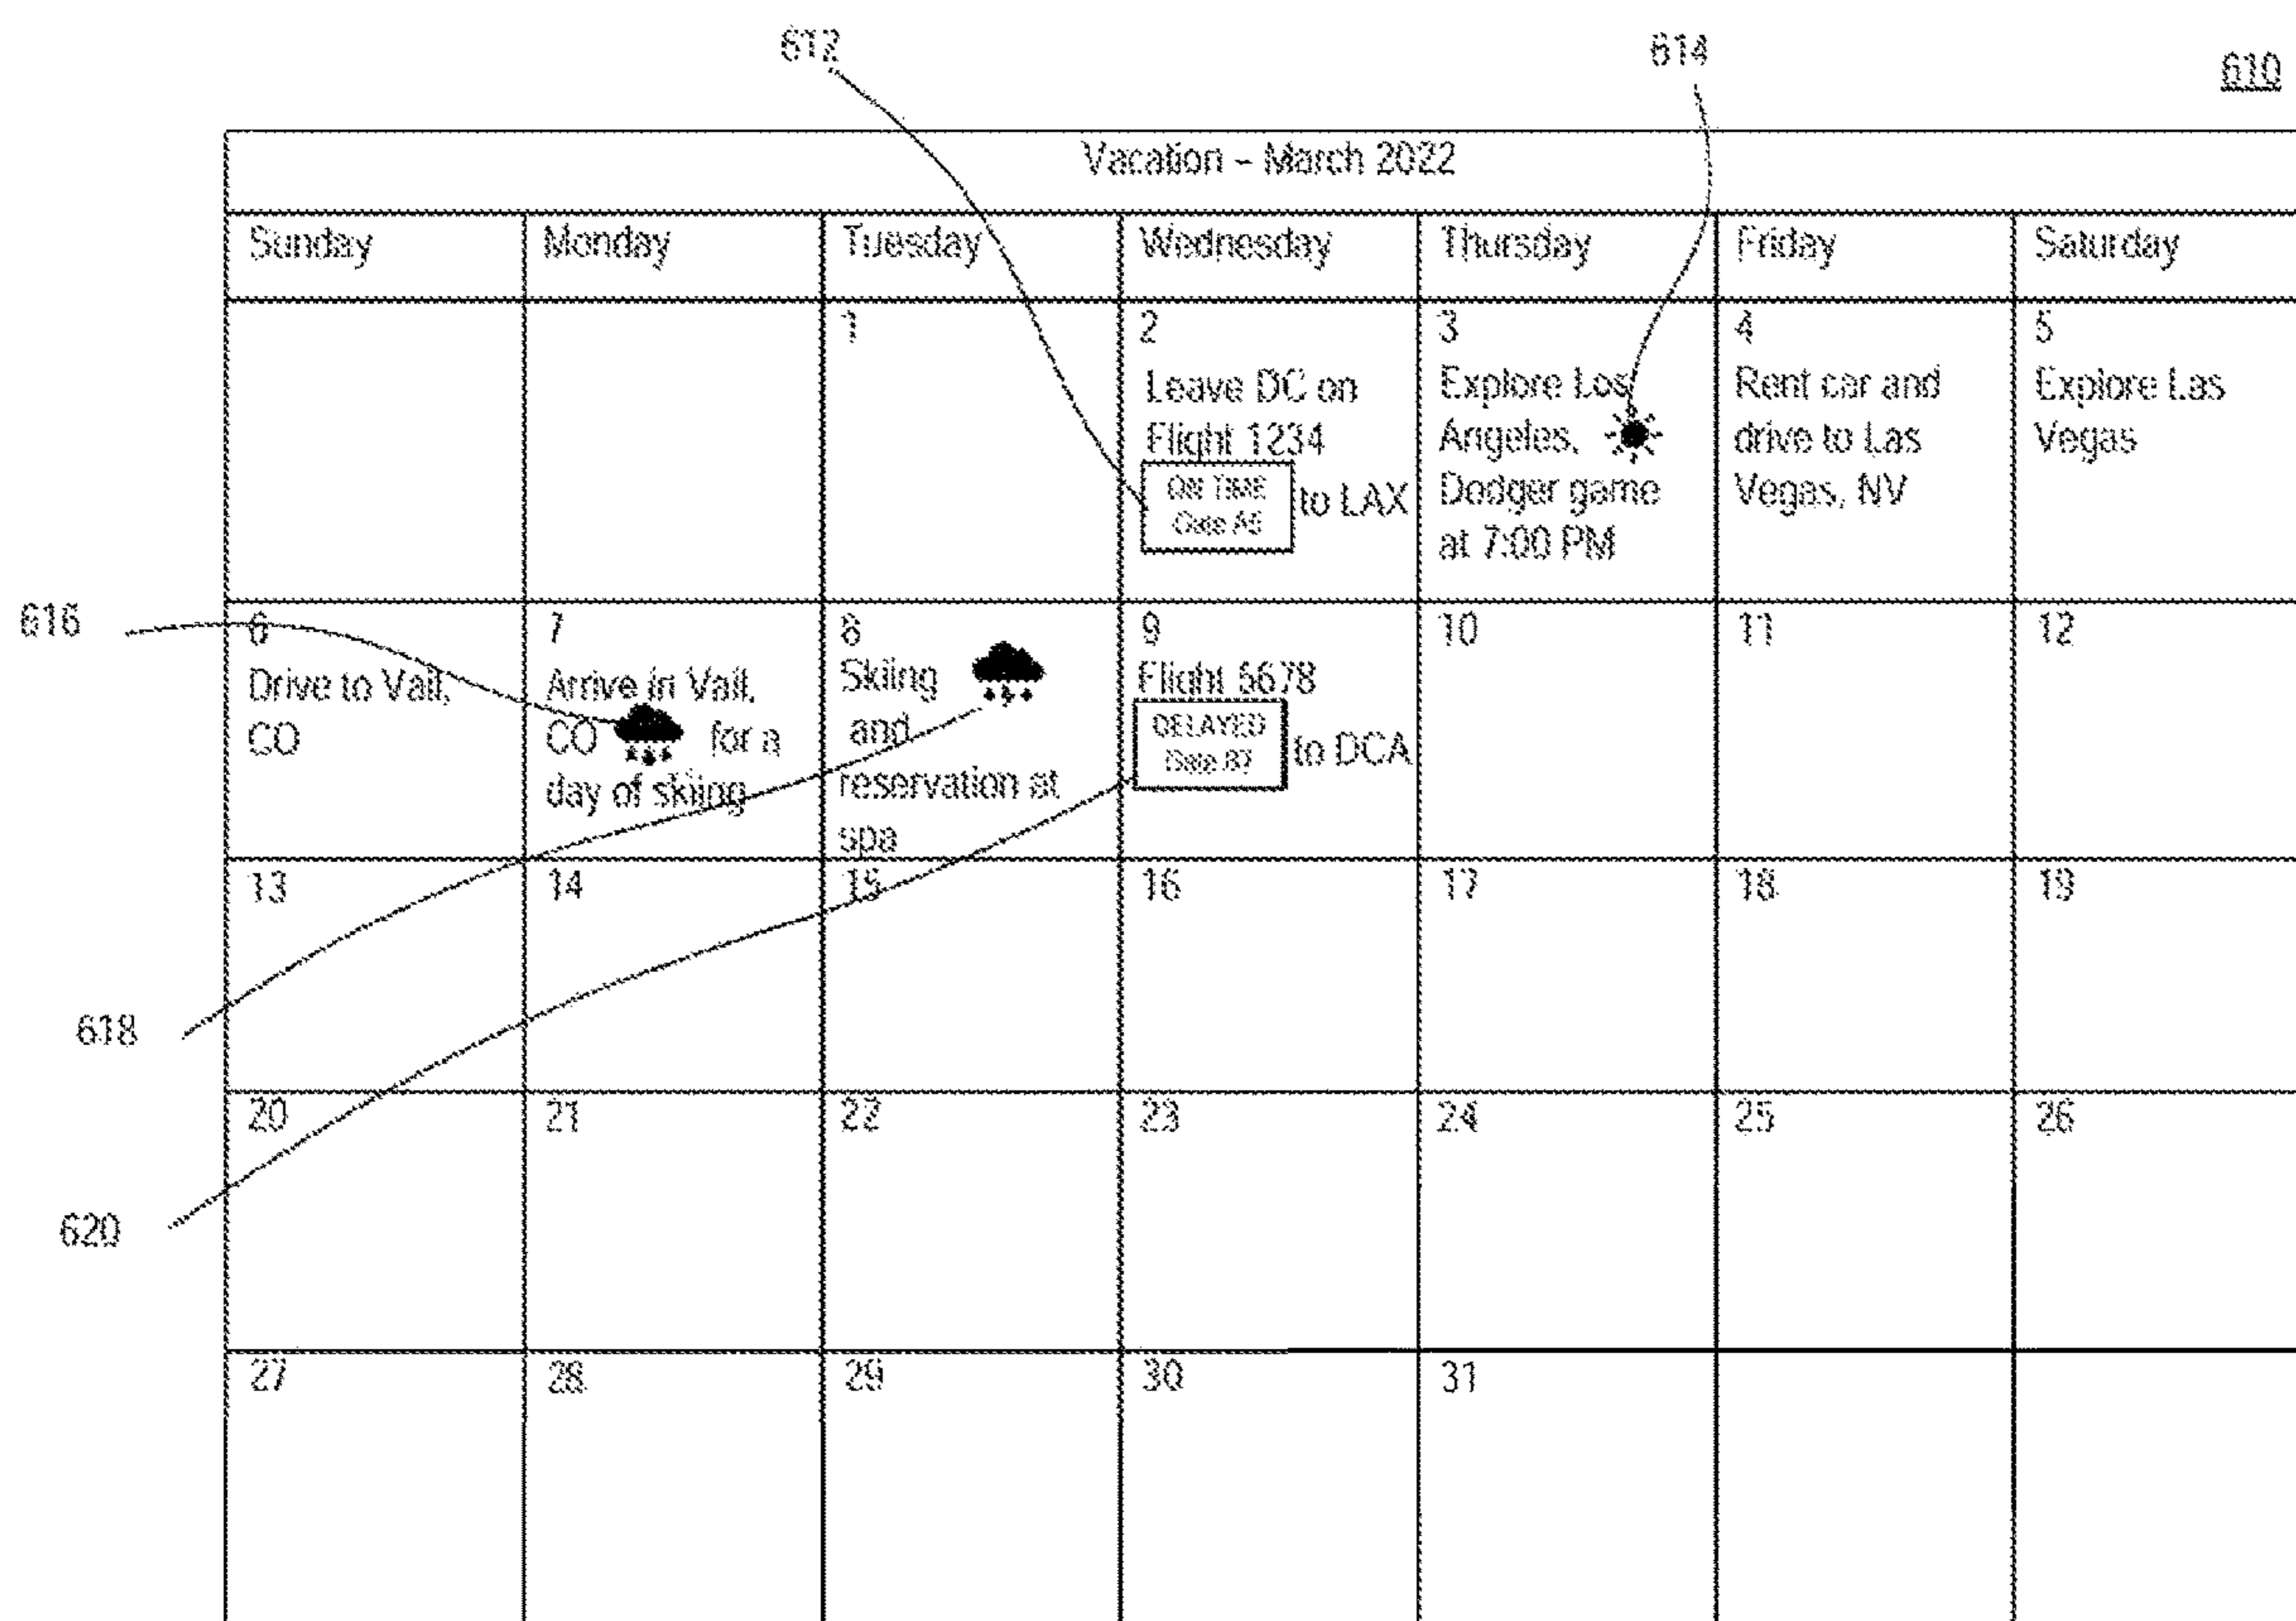 612
614
610
Vacation – March 2022
Sunday
Monday
Tuesday
Wednesday
Thursday
Friday
Saturday
1
2
Leave DC on
Flight 1234
ON TIME
Gate A5
to LAX
3
Explore Los
Angeles.
Dodger game
at 7:00 PM
4
Rent car and
drive to Las
Vegas, NV
5
Explore Las
Vegas
616
6
Drive to Vail,
CO
7
Arrive in Vail,
CO for a
day of skiing
8
Skiing
and
reservation at
spa
9
Flight 5678
DELAYED
Gate B7
to DCA
10
11
12
13
14
15
16
17
18
19
618
20
21
22
23
24
25
26
620
27
28
29
30
31